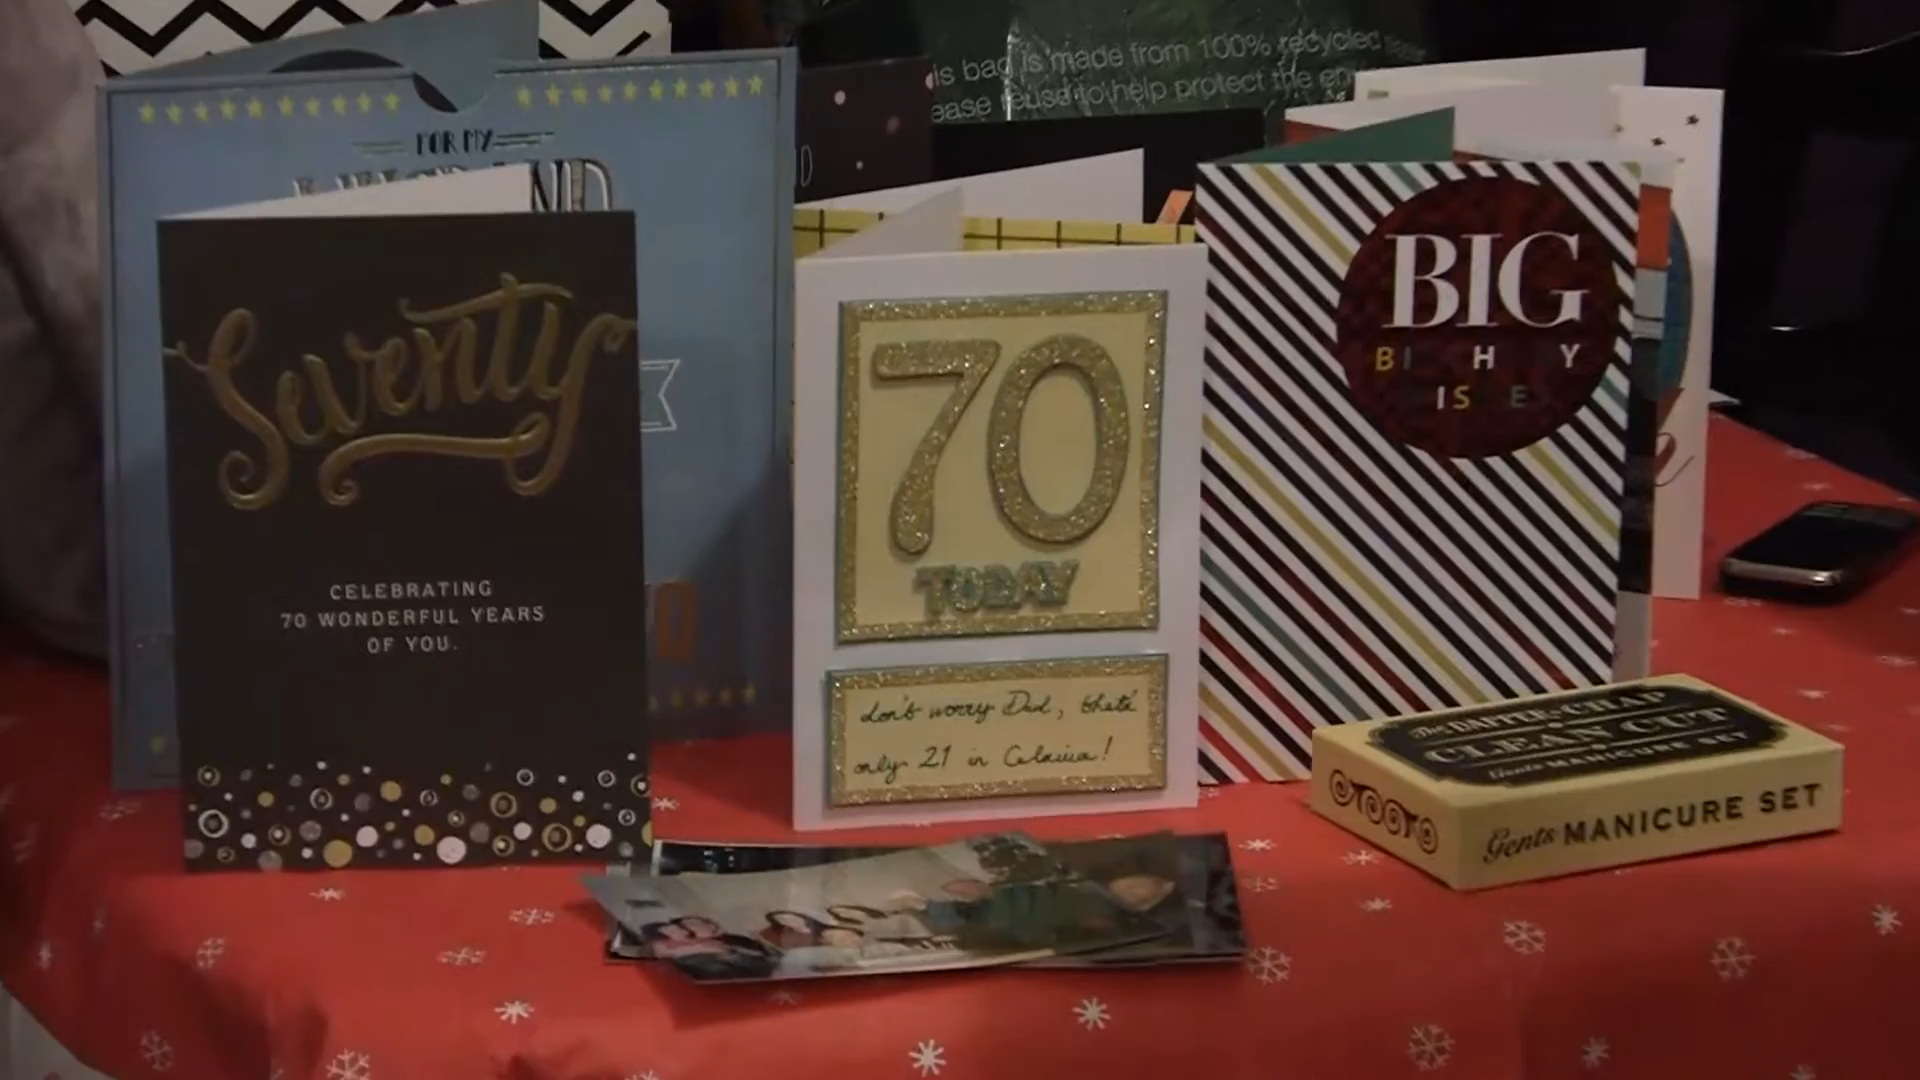 is bag is made from 100% recycled
ease reuse to help protect the
FOR MY
Seventy
CELEBRATING
70 WONDERFUL YEARS
OF YOU.
70
TODAY
don't worry Dad, that's
only 21 in Celcius!
BIG
B I H Y
I S E
The DAPPER CHAP
CLEAN CUT
Gents MANICURE SET
Gents MANICURE SET